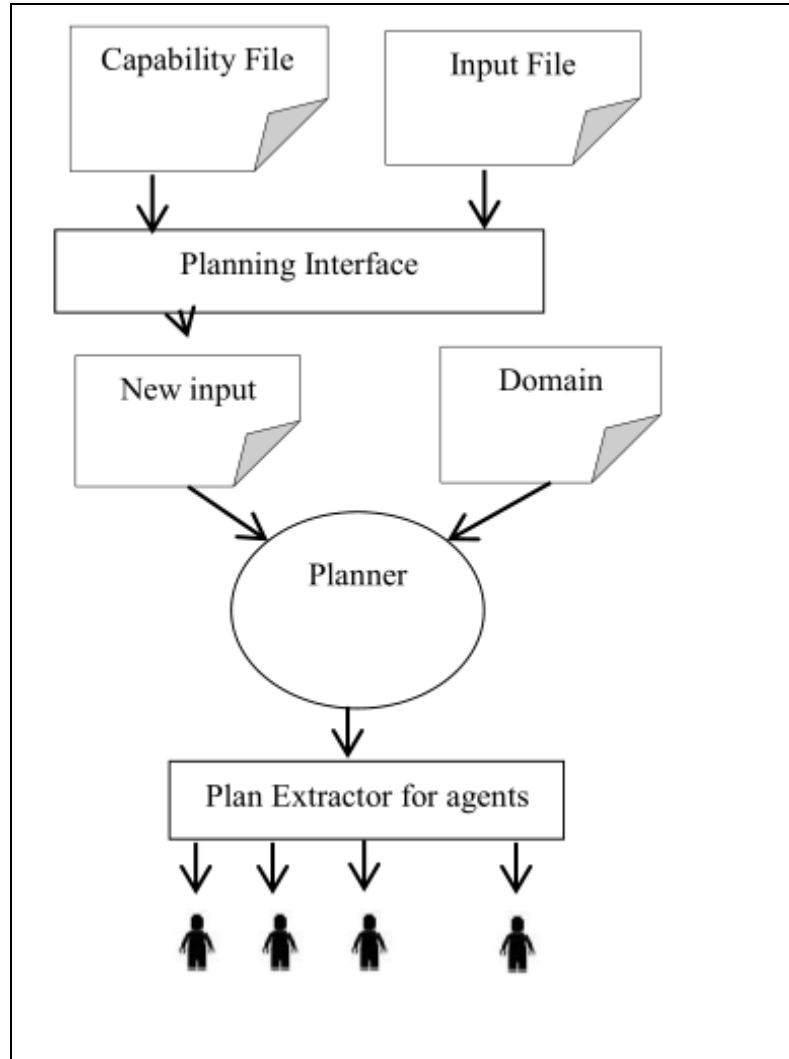 Capability File
Input File
Planning Interface
New input
Domain
Planner
Plan Extractor for agents